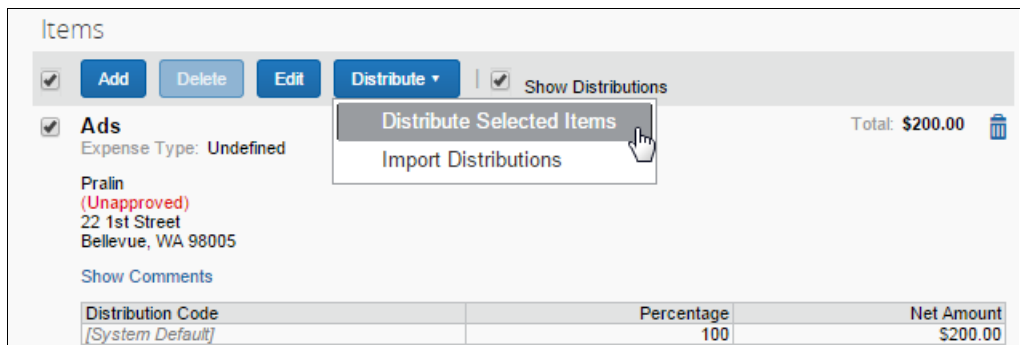 Items
Add Delete Edit Distribute Show Distributions
Distribute Selected Items
Import Distributions
Ads Total: $200.00
Expense Type: Undefined
Pralin
(Unapproved)
22 1st Street
Bellevue, WA 98005
Show Comments
Distribution Code Percentage Net Amount
[System Default] 100 $200.00